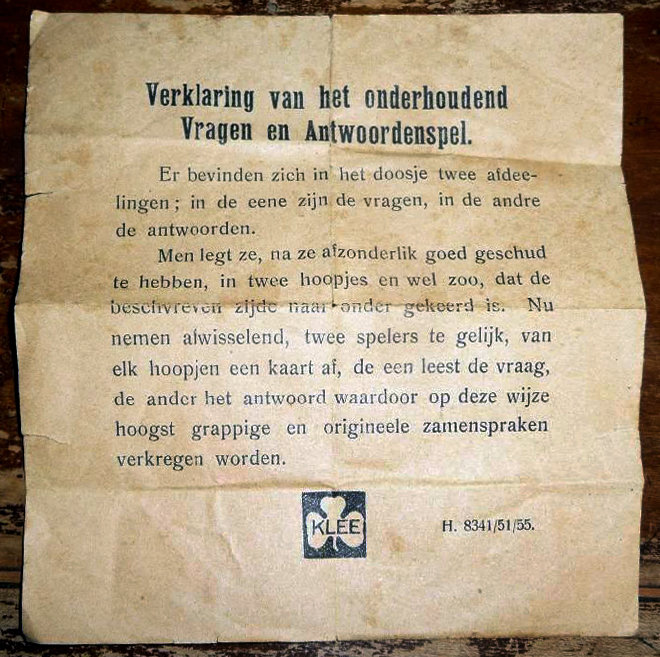 Verklaring van het onderhoudend
Vragen en Antwoordenspel.
Er bevinden zich in het doosje twee afdee-
lingen; in de eene zijn de vragen, in de andre
de antwoorden.
Men legt ze, na ze afzonderlik goed geschud
te hebben, in twee hoopjes en wel zoo, dat de
beschreven zijde naar onder gekeerd is. Nu
nemen alwisselend, twee spelers te gelijk, van
elk hoopjen een kaart af, de een leest de vraag,
de ander het antwoord waardoor op deze wijze
hoogst grappige en origineele zamenspraken
verkregen worden.
KLEE
H. 8341/51/55.